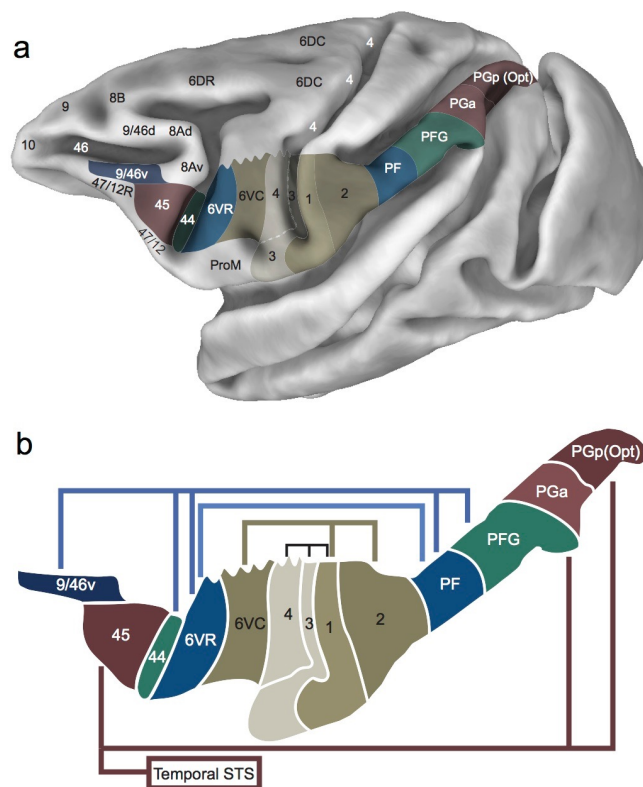 a
6DC
4
PGp (Opt)
6DR
6DC
4
8B
9
PGa
9/46d
8Ad
4
PFG
10
46
8Av
PF
9/46v
47/12R
6VR
6VC
4
3
1
2
45
44
47/12
ProM
3
b
PGp(Opt)
PGa
PFG
9/46v
PF
45
44
6VR
6VC
4
3
1
2
Temporal STS